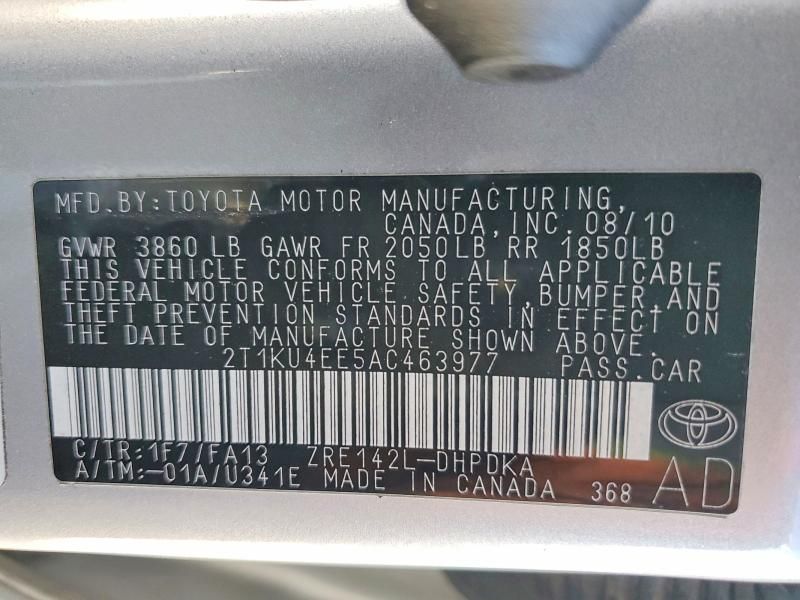 MFD.BY:TOYOTA MOTOR MANUFACTURING,
CANADA,INC. 08/10
GVWR 3860 LB GAWR FR 2050LB RR 1850LB
THIS VEHICLE CONFORMS TO ALL APPLICABLE
FEDERAL MOTOR VEHICLE SAFETY,BUMPER,AND
THEFT PREVENTION STANDARDS IN EFFECT ON
THE DATE OF MANUFACTURE SHOWN ABOVE.
2T1KU4EE5AC463977 PASS.CAR
C/TR:1F7/FA13 ZRE142L-DHPDKA
A/TM:-01A/U341E MADE IN CANADA 368 AD